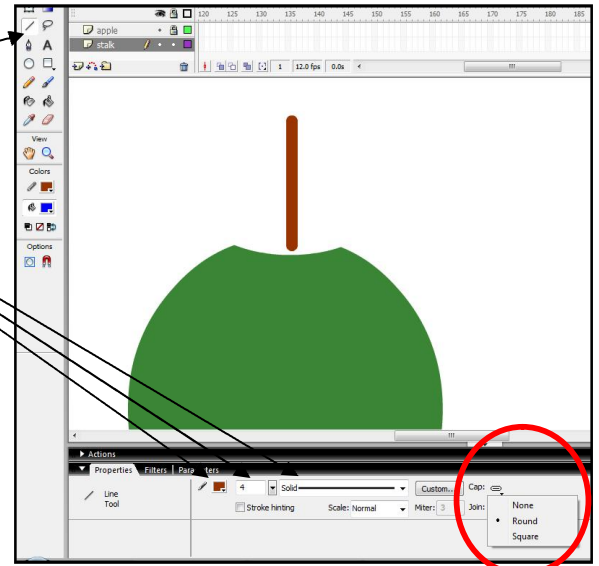 120 125 130 135 140 145 150 155 160 165 170 175 180 185
apple
stalk
A
1 12.0 fps 0.0s
View
Colors
Options
Actions
Properties Filters | Parameters
Line
Tool
4 Solid Custom... Cap:
Stroke hinting Scale: Normal Miter: 3 Join:
None
Round
Square